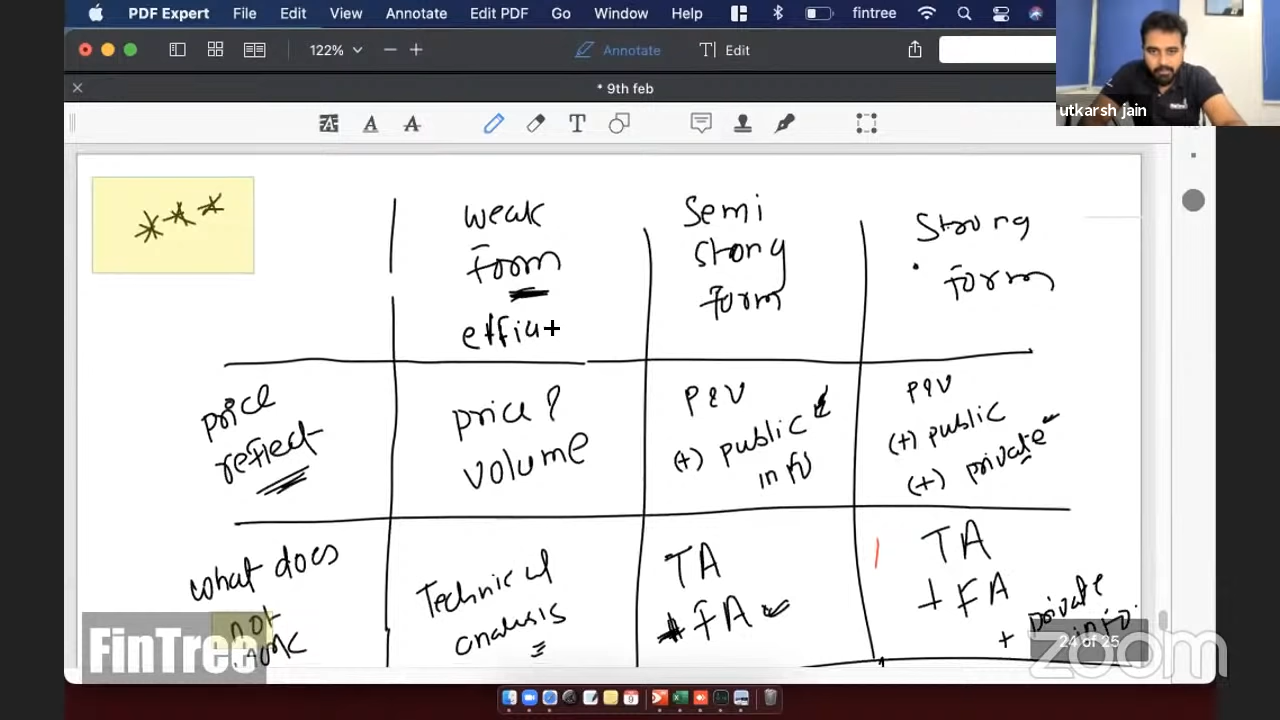 PDF Expert File Edit View Annotate Edit PDF Go Window Help fintree
122% Annotate T| Edit
* 9th feb
utkarsh jain
***
weak
form
Semi
strong
form
Strong
form
price
reflect
price &
volume
P&V
(+) public
info
P&V
(+) public
(+) private
what does
not
work
Technical
analysis
TA
+ FA
TA
+ FA
+ private
info.
FinTree
24 of 25
zoom